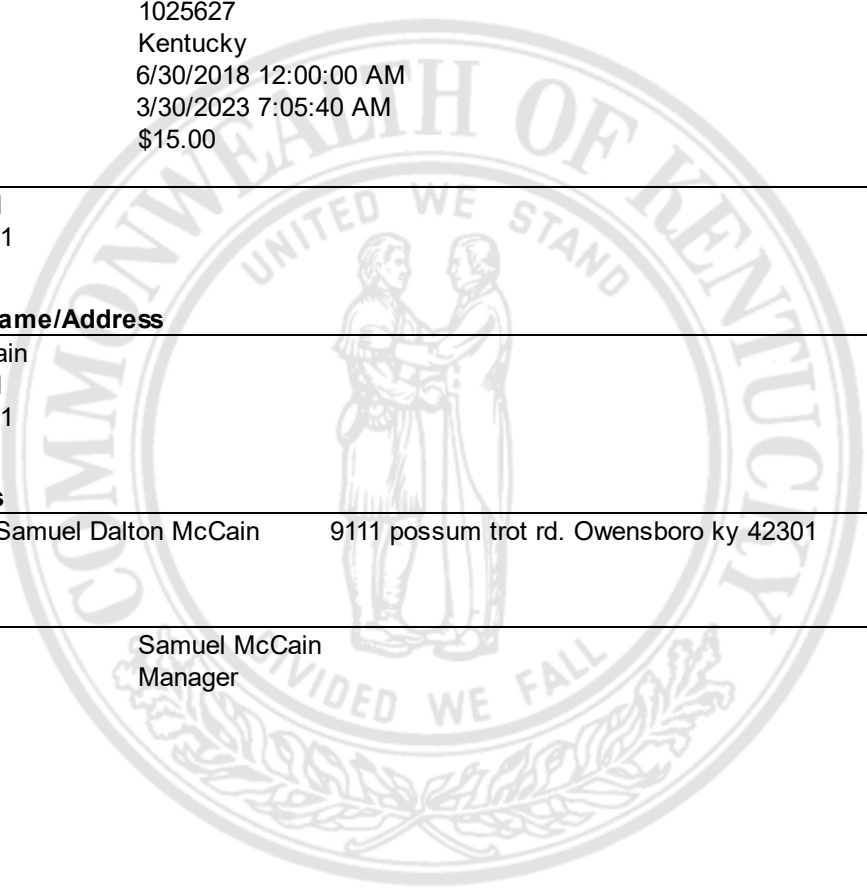 1025627
Kentucky
6/30/2018 12:00:00 AM
3/30/2023 7:05:40 AM
$15.00
1
ame/Address
ain
1
s
Samuel Dalton McCain 9111 possum trot rd. Owensboro ky 42301
Samuel McCain
Manager
COMMONWEALTH OF KENTUCKY
UNITED WE STAND
DIVIDED WE FALL